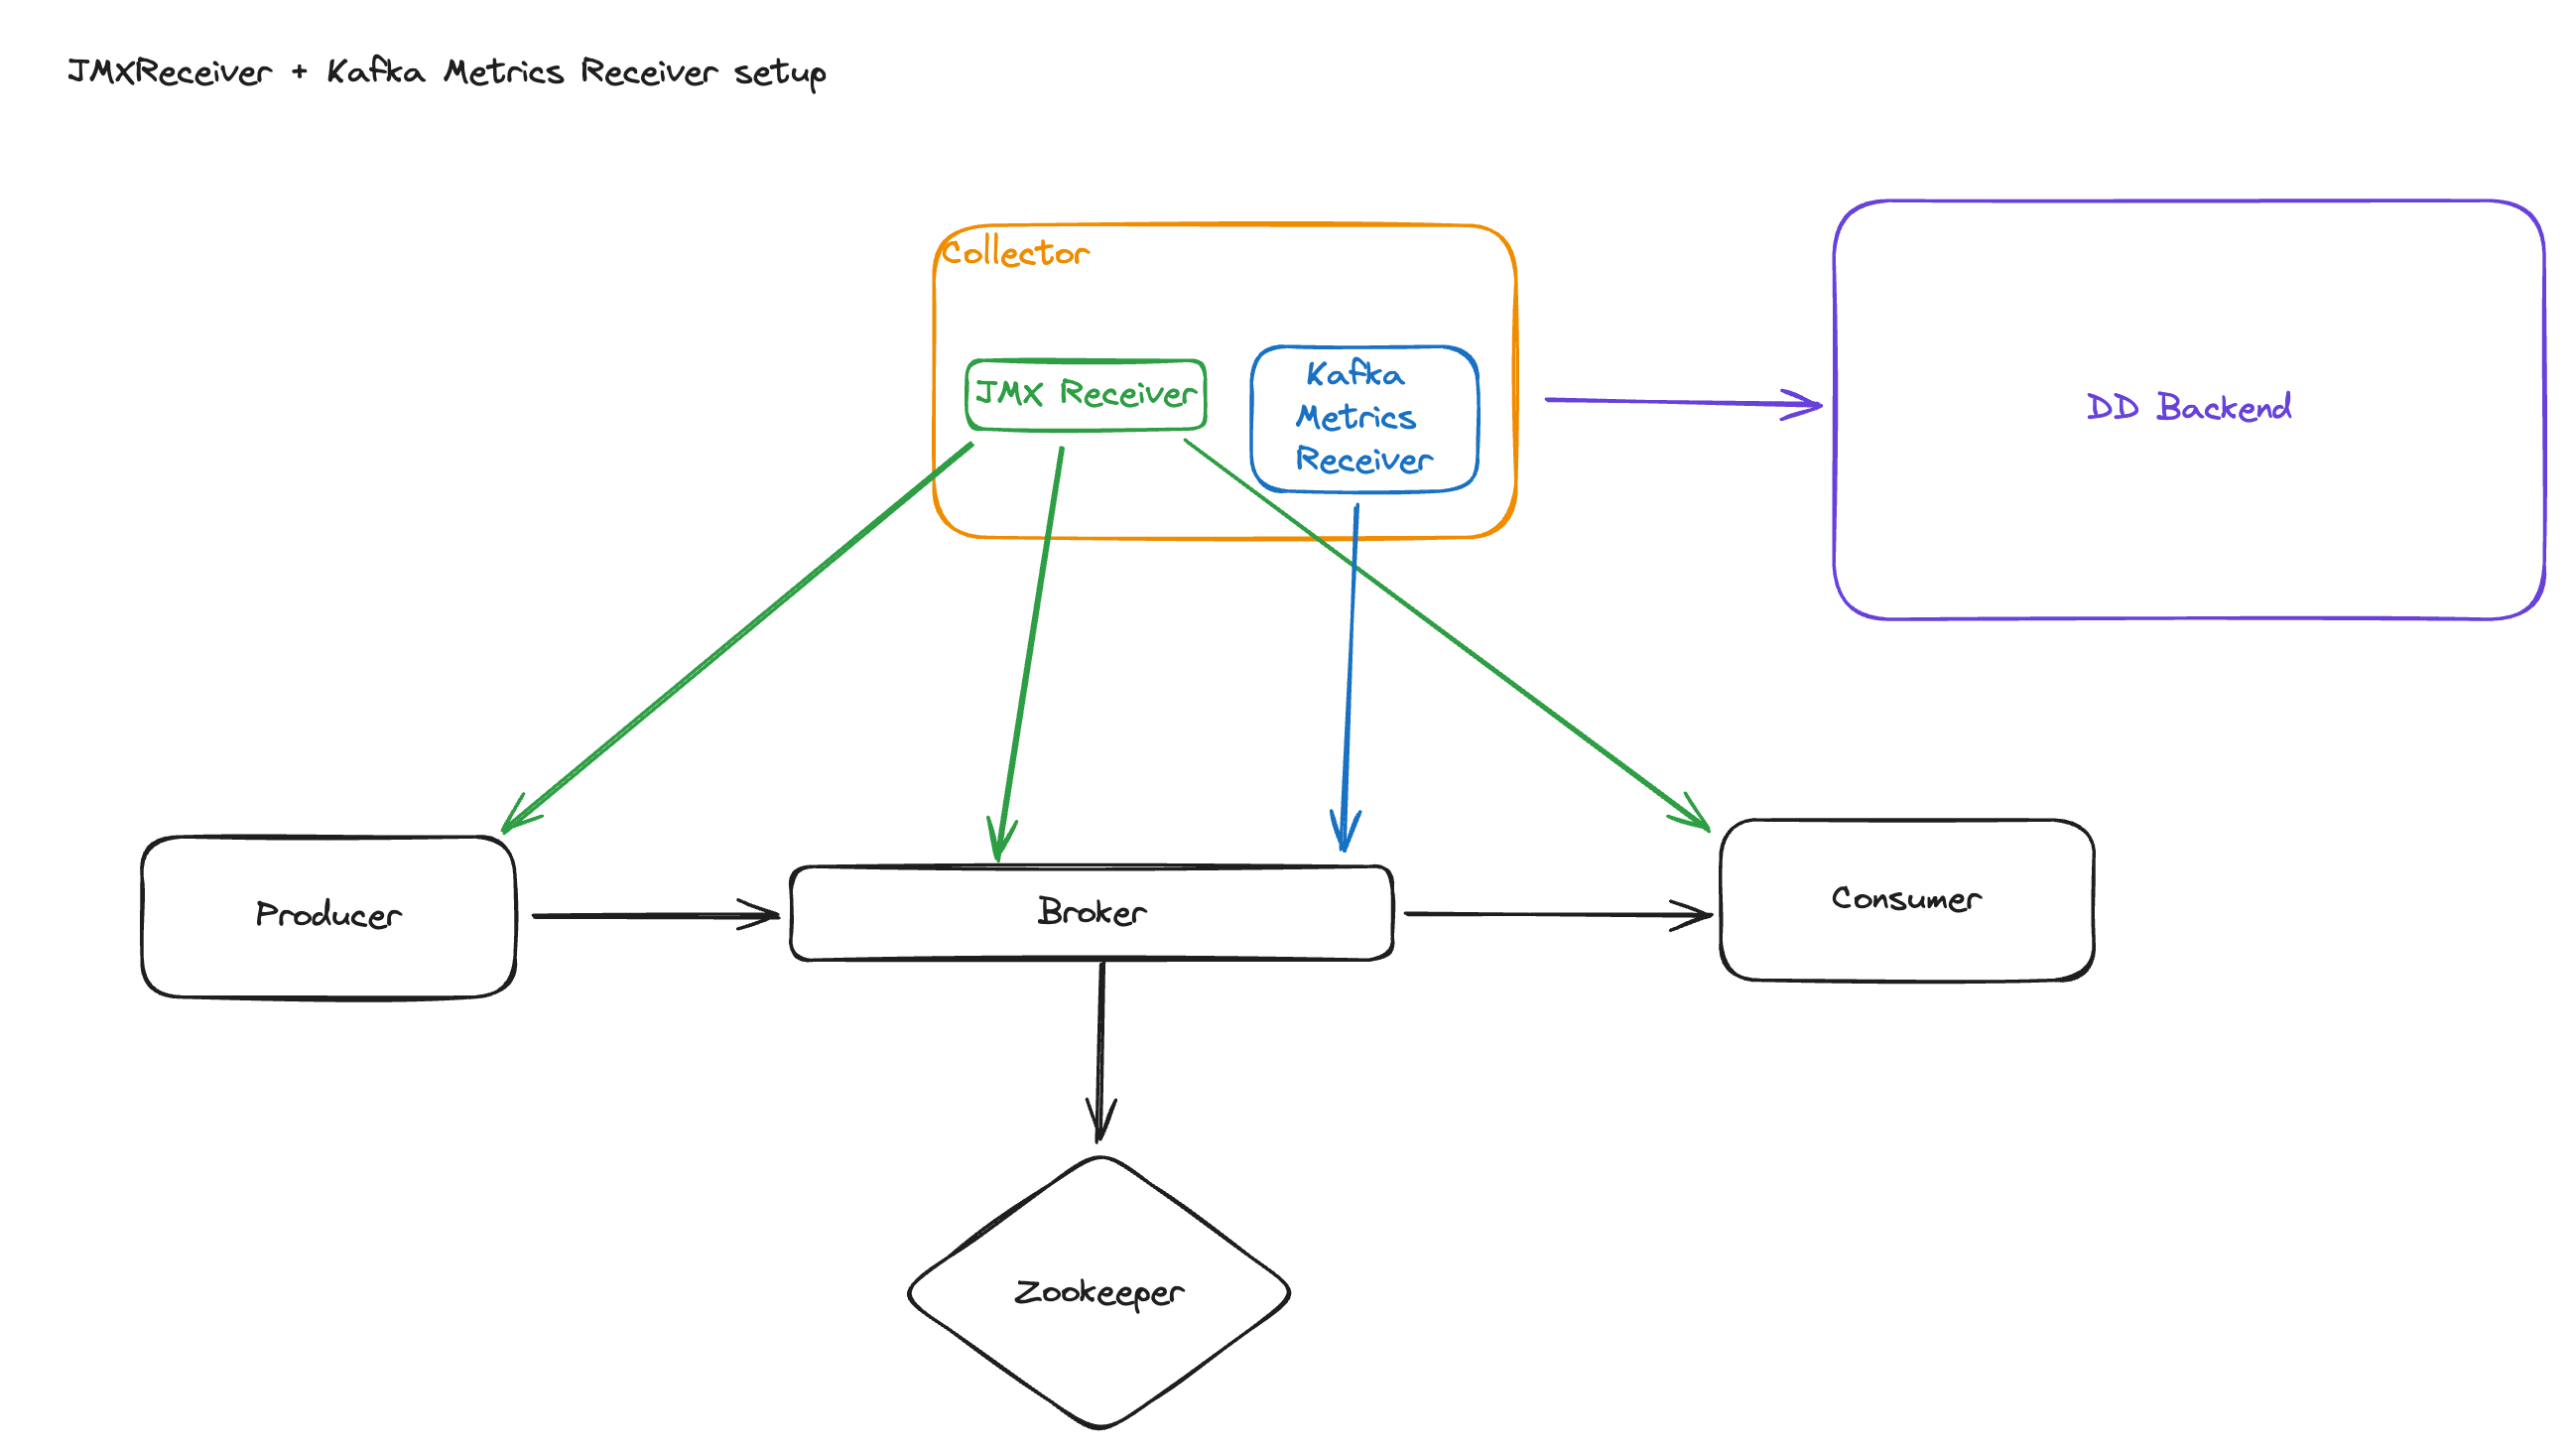 JMXReceiver + Kafka Metrics Receiver setup
Collector
JMX Receiver
Kafka
Metrics
Receiver
DD Backend
Producer
Broker
Consumer
Zookeeper